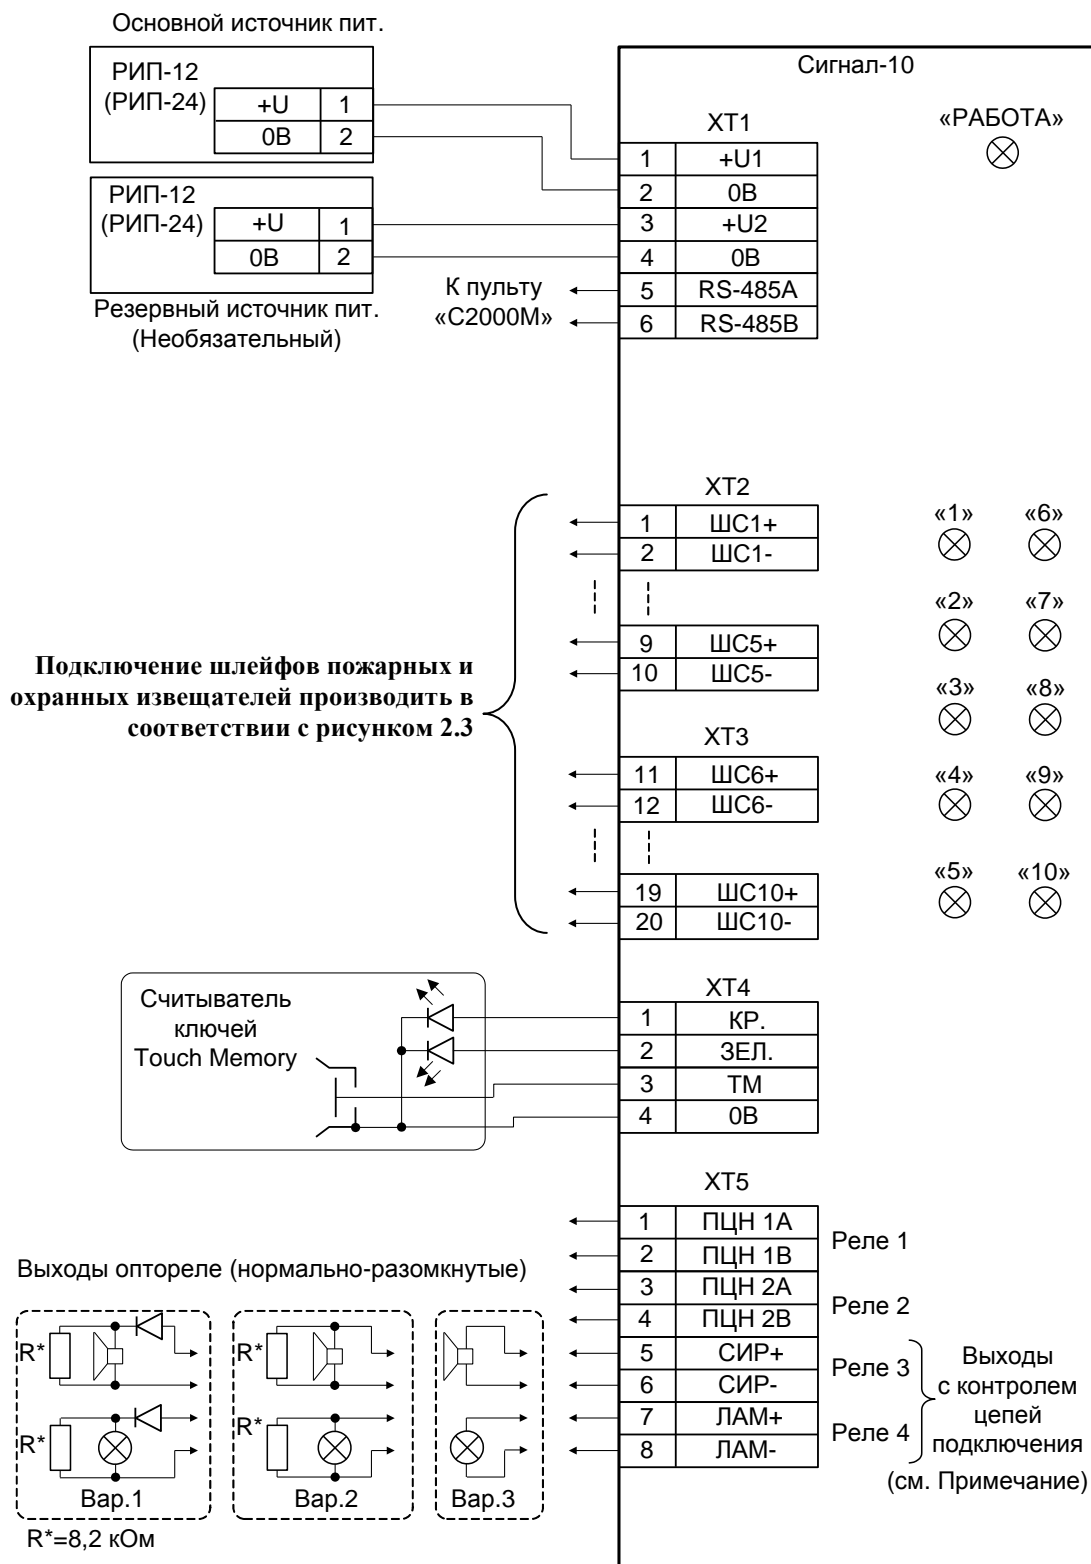 Основной источник пит.
РИП-12
(РИП-24)
+U 1
0В 2
РИП-12
(РИП-24)
+U 1
0В 2
Резервный источник пит.
(Необязательный)
К пульту
«С2000М»
Сигнал-10
«РАБОТА»
XT1
1 +U1
2 0В
3 +U2
4 0В
5 RS-485A
6 RS-485B
XT2
1 ШС1+
2 ШС1-
9 ШС5+
10 ШС5-
Подключение шлейфов пожарных и
охранных извещателей производить в
соответствии с рисунком 2.3
XT3
11 ШС6+
12 ШС6-
19 ШС10+
20 ШС10-
«1» «6»
«2» «7»
«3» «8»
«4» «9»
«5» «10»
Считыватель
ключей
Touch Memory
XT4
1 КР.
2 ЗЕЛ.
3 ТМ
4 0В
XT5
1 ПЦН 1А
2 ПЦН 1В
3 ПЦН 2А
4 ПЦН 2В
5 СИР+
6 СИР-
7 ЛАМ+
8 ЛАМ-
Реле 1
Реле 2
Реле 3
Реле 4
Выходы
с контролем
цепей
подключения
(см. Примечание)
Выходы оптореле (нормально-разомкнутые)
R*
R*
Вар.1
R*
R*
Вар.2
Вар.3
R*=8,2 кОм